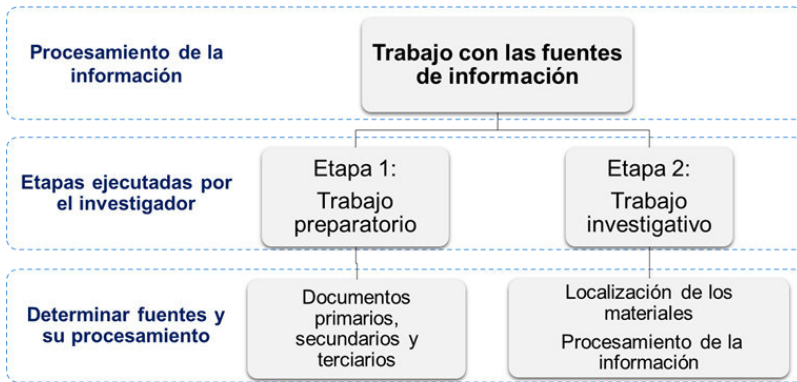 Procesamiento de la
información
Trabajo con las fuentes
de información
Etapas ejecutadas por
el investigador
Etapa 1:
Trabajo
preparatorio
Etapa 2:
Trabajo
investigativo
Determinar fuentes y
su procesamiento
Documentos
primarios,
secundarios y
terciarios
Localización de los
materiales
Procesamiento de la
información